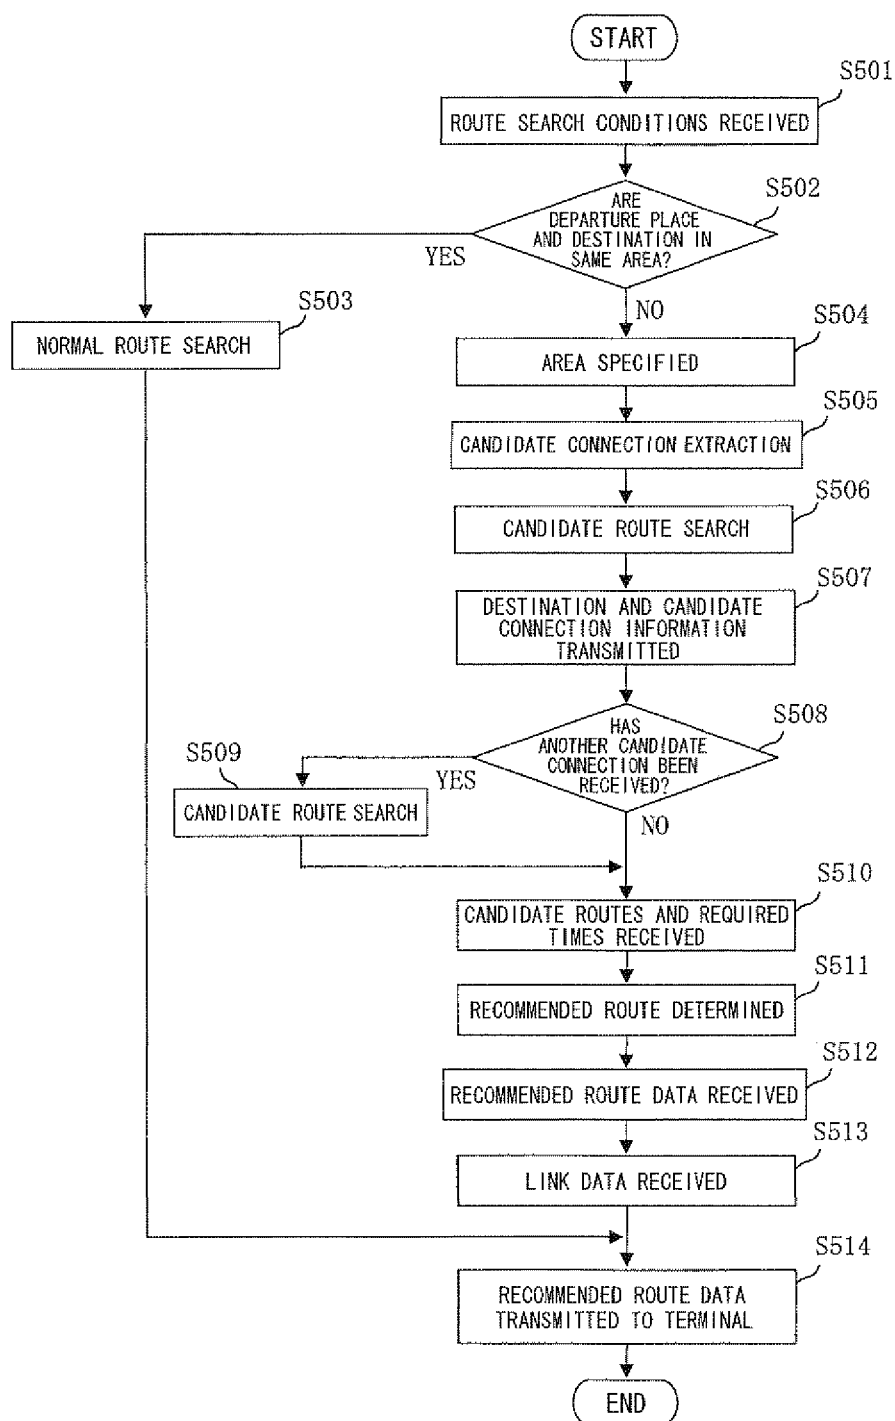 START
S501
ROUTE SEARCH CONDITIONS RECEIVED
S502
ARE
DEPARTURE PLACE
AND DESTINATION IN
SAME AREA?
YES
NO
S503
NORMAL ROUTE SEARCH
S504
AREA SPECIFIED
S505
CANDIDATE CONNECTION EXTRACTION
S506
CANDIDATE ROUTE SEARCH
S507
DESTINATION AND CANDIDATE
CONNECTION INFORMATION
TRANSMITTED
S508
HAS
ANOTHER CANDIDATE
CONNECTION BEEN
RECEIVED?
YES
NO
S509
CANDIDATE ROUTE SEARCH
S510
CANDIDATE ROUTES AND REQUIRED
TIMES RECEIVED
S511
RECOMMENDED ROUTE DETERMINED
S512
RECOMMENDED ROUTE DATA RECEIVED
S513
LINK DATA RECEIVED
S514
RECOMMENDED ROUTE DATA
TRANSMITTED TO TERMINAL
END